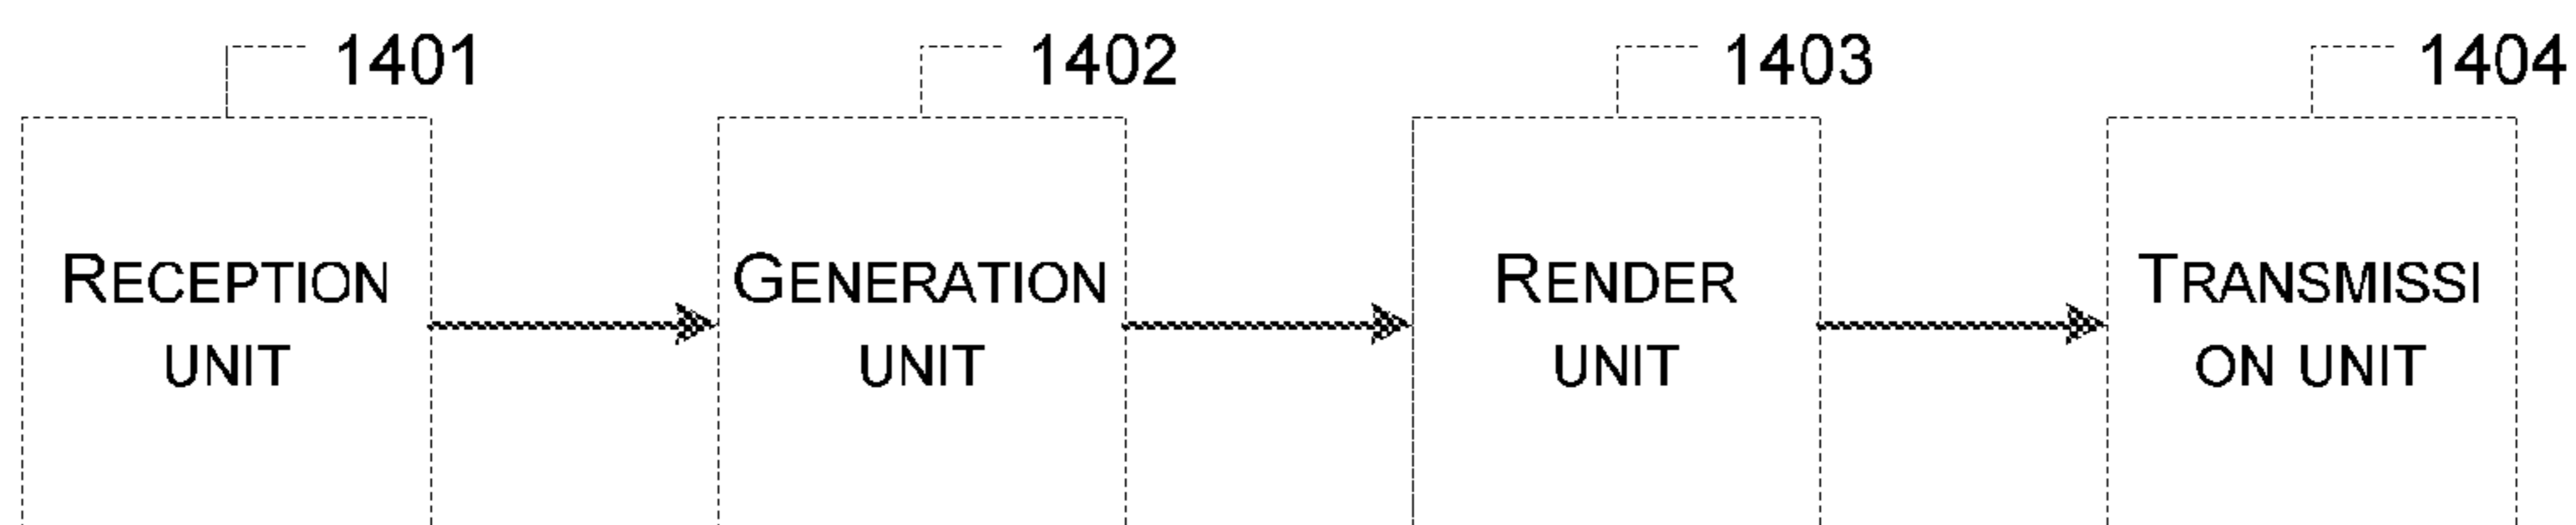 1401 1402 1403 1404
RECEPTION GENERATION RENDER TRANSMISSI
UNIT UNIT UNIT ON UNIT